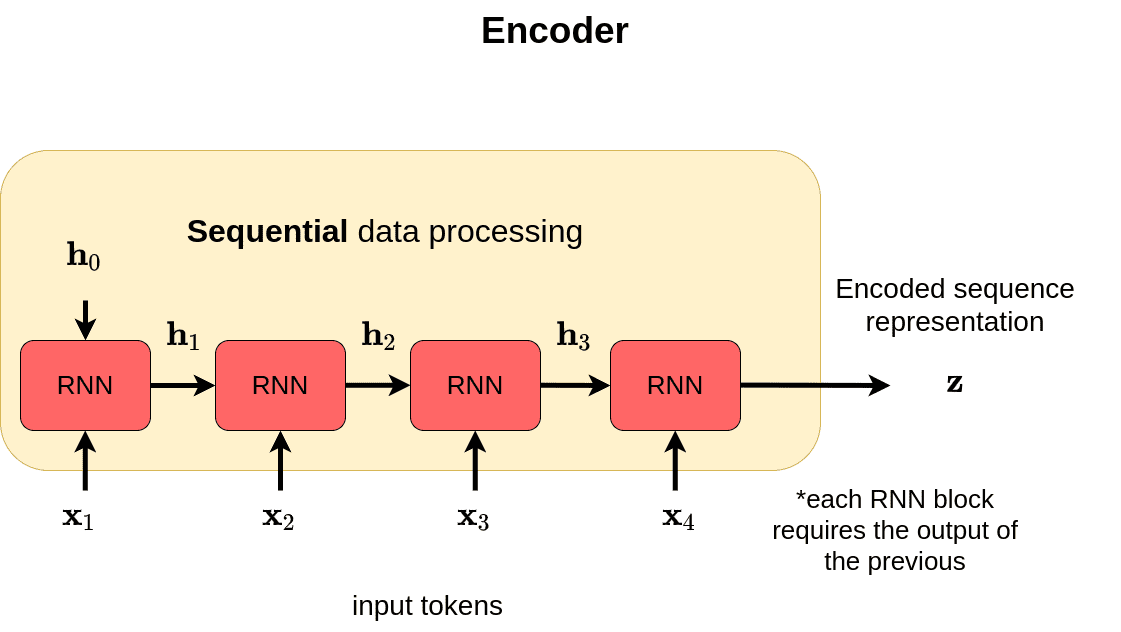 Encoder
Sequential data processing
h₀
Encoded sequence
representation
h₁
h₂
h₃
RNN
RNN
RNN
RNN
z
x₁
x₂
x₃
x₄
*each RNN block
requires the output of
the previous
input tokens